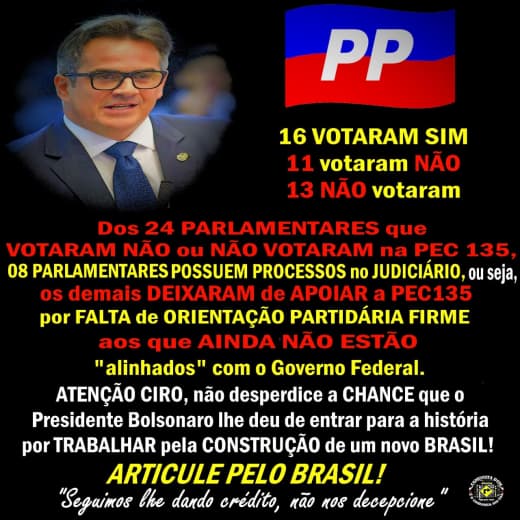 PP
16 VOTARAM SIM
11 votaram NÃO
13 NÃO votaram
Dos 24 PARLAMENTARES que
VOTARAM NÃO ou NÃO VOTARAM na PEC 135,
08 PARLAMENTARES POSSUEM PROCESSOS no JUDICIÁRIO, ou seja,
os demais DEIXARAM de APOIAR a PEC135
por FALTA de ORIENTAÇÃO PARTIDÁRIA FIRME
aos que AINDA NÃO ESTÃO
"alinhados" com o Governo Federal.
ATENÇÃO CIRO, não desperdice a CHANCE que o
Presidente Bolsonaro lhe deu de entrar para a história
por TRABALHAR pela CONSTRUÇÃO de um novo BRASIL!
ARTICULE PELO BRASIL!
"Seguimos lhe dando crédito, não nos decepcione"